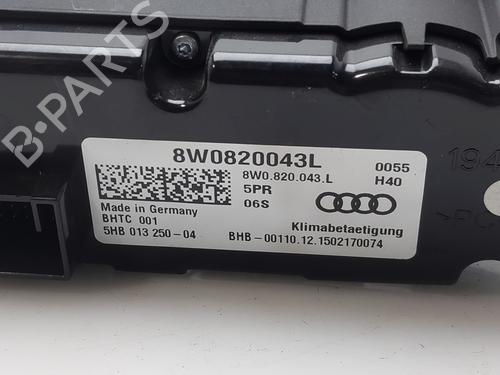 B-PARTS
8W0820043L
8W0.820.043.L
0055
5PR
H40
06S
Made in Germany
BHTC 001
Klimabetaetigung
5HB 013 250-04
BHB-00110.12.1502170074
194
>PC